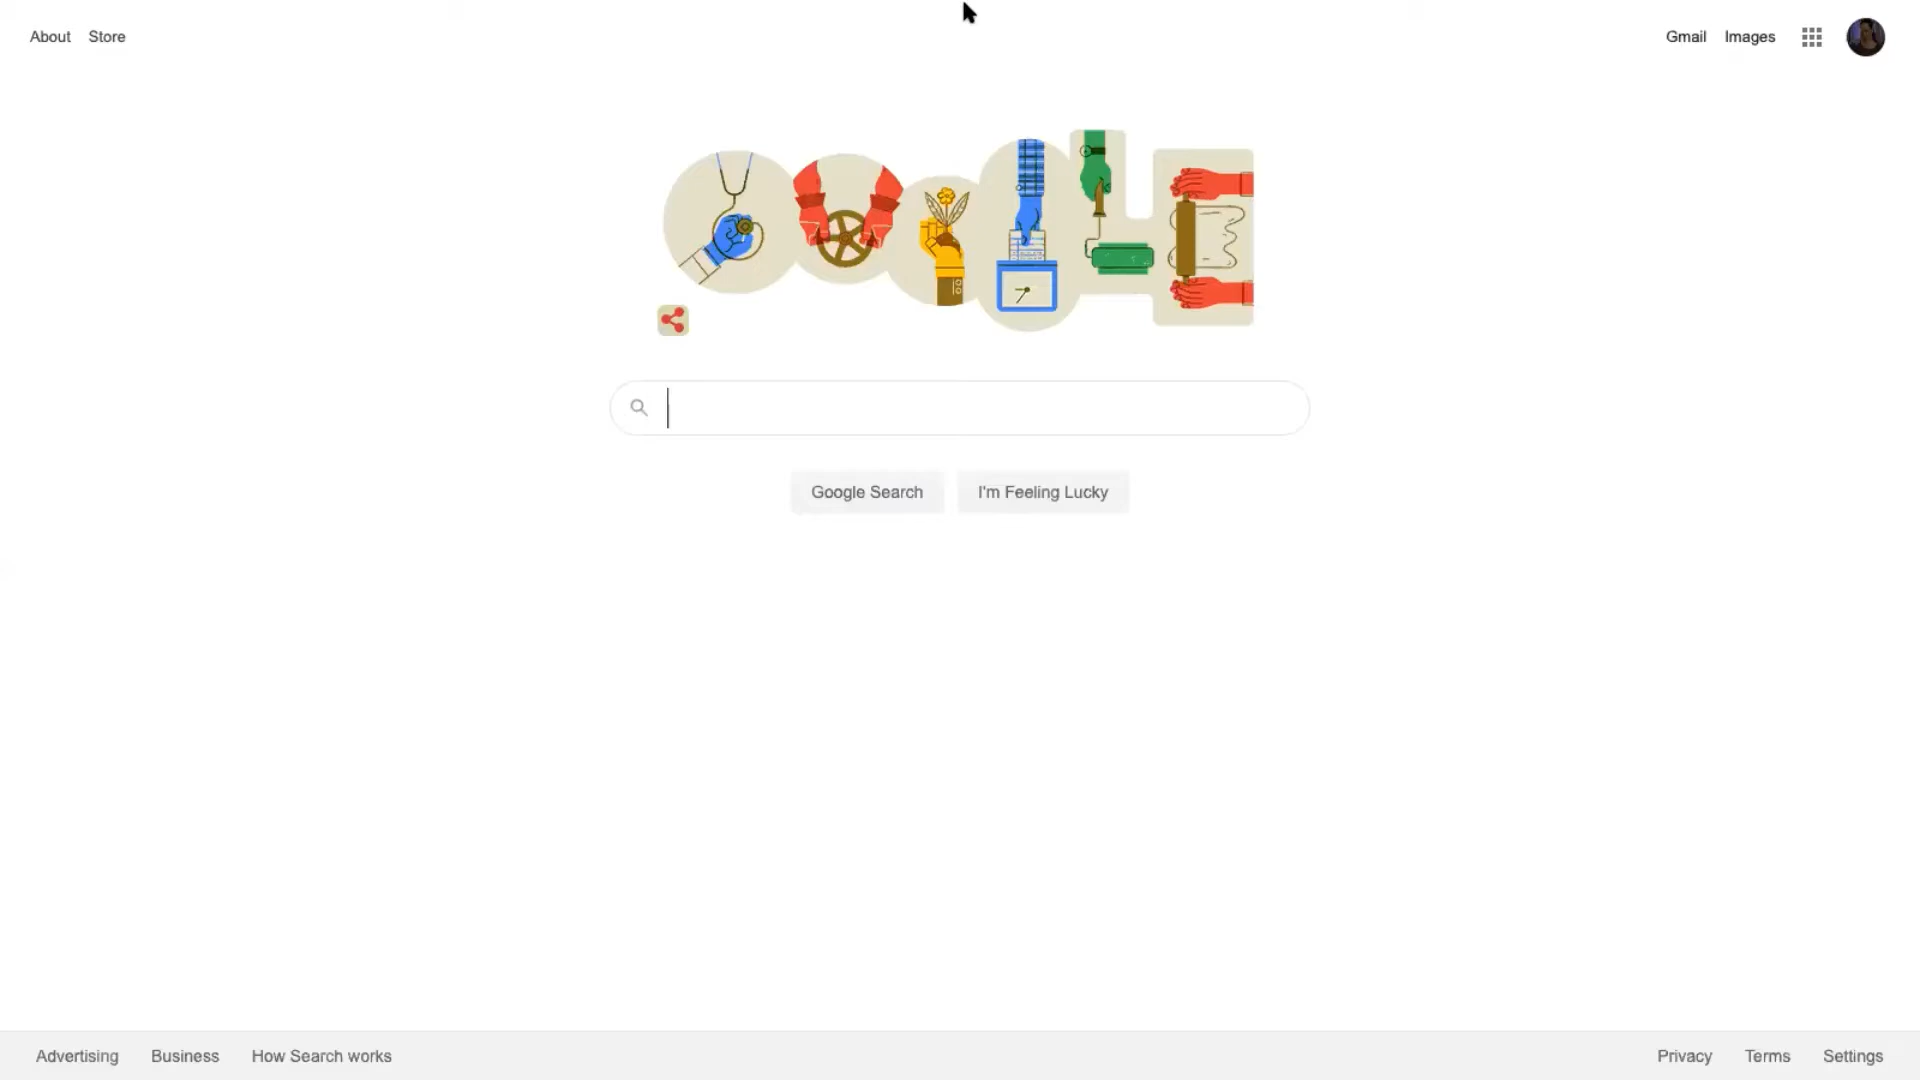 About Store
Gmail Images
Google Search I'm Feeling Lucky
Advertising Business How Search works
Privacy Terms Settings